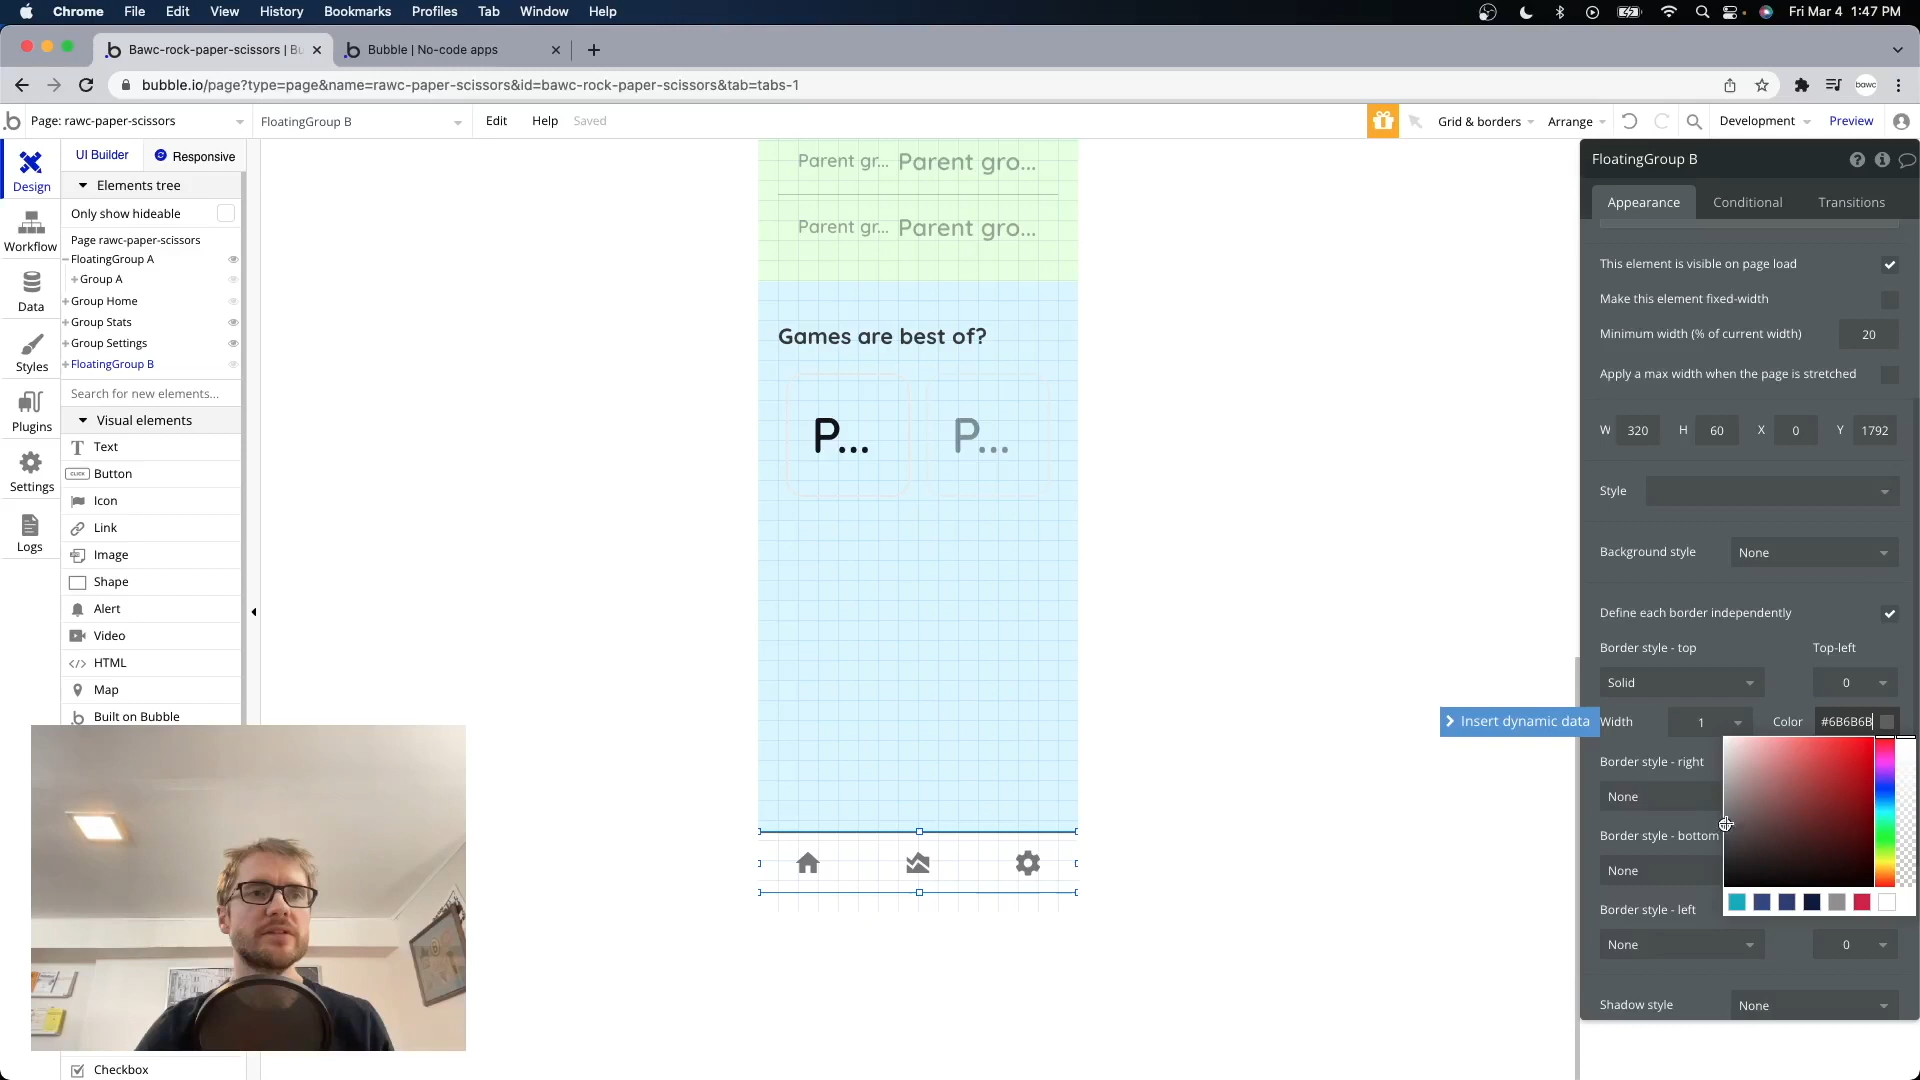 Chrome File Edit View History Bookmarks Profiles Tab Window Help Fri Mar 4 1:47 PM
Bawc-rock-paper-scissors | Bu Bubble | No-code apps
bubble.io/page?type=page&name=rawc-paper-scissors&id=bawc-rock-paper-scissors&tab=tabs-1 bawc
Page: rawc-paper-scissors FloatingGroup B Edit Help Saved Grid & borders Arrange Development Preview
Design
Workflow
Data
Styles
Plugins
Settings
Logs
UI Builder Responsive
Elements tree
Only show hideable
Page rawc-paper-scissors
FloatingGroup A
Group A
Group Home
Group Stats
Group Settings
FloatingGroup B
Search for new elements...
Visual elements
Text
CLICK Button
Icon
Link
Image
Shape
Alert
Video
</> HTML
Map
Built on Bubble
Checkbox
Parent gr... Parent gro...
Parent gr... Parent gro...
Games are best of?
P... P...
FloatingGroup B
Appearance Conditional Transitions
This element is visible on page load
Make this element fixed-width
Minimum width (% of current width) 20
Apply a max width when the page is stretched
W 320 H 60 X 0 Y 1792
Style
Background style None
Define each border independently
Border style - top Top-left
Solid 0
Insert dynamic data Width 1 Color #6B6B6B
Border style - right
None
Border style - bottom
None
Border style - left
None 0
Shadow style None